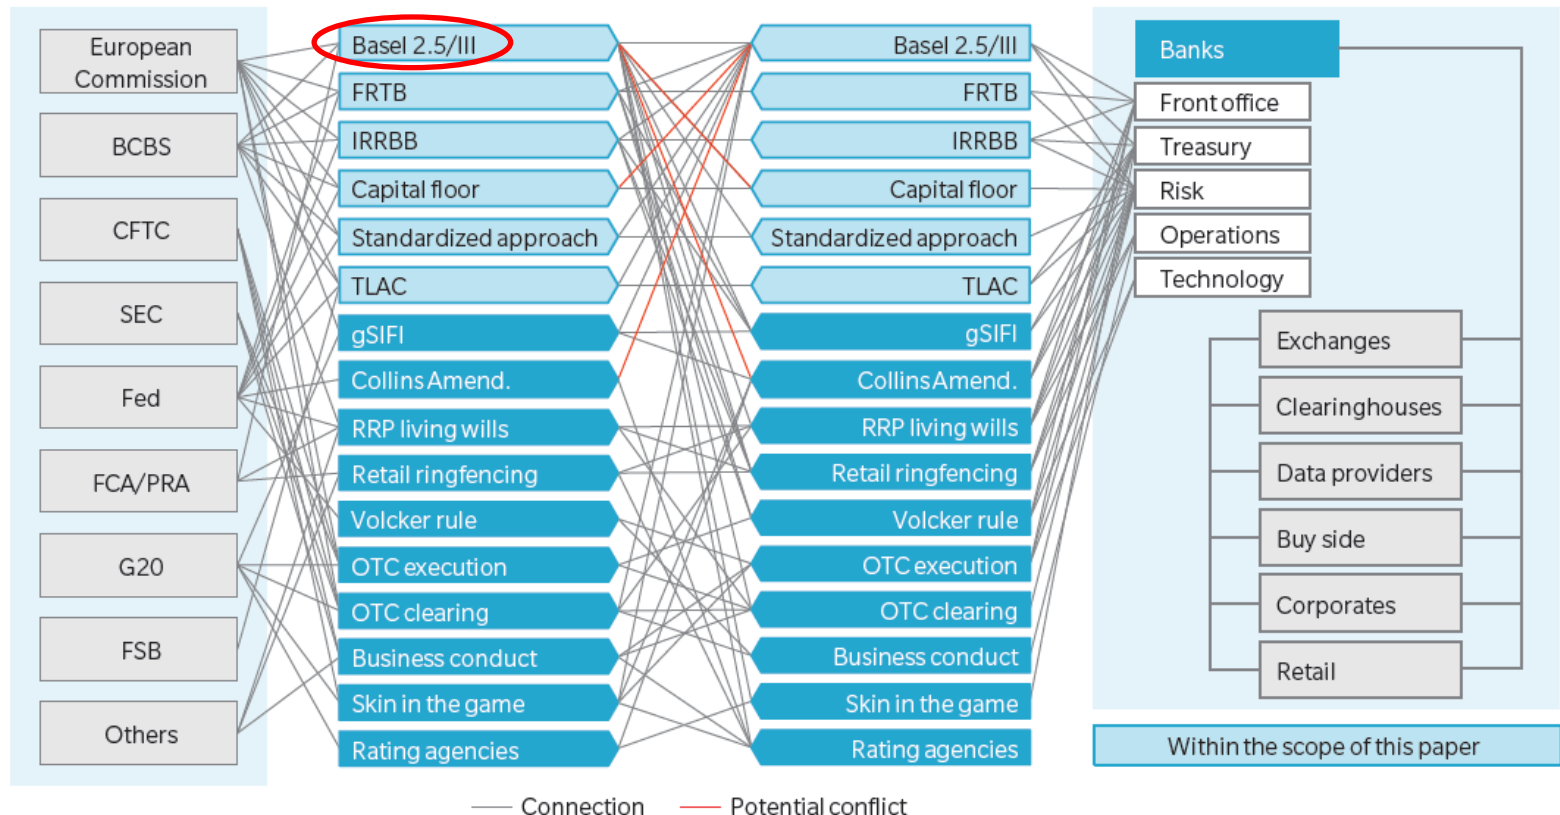 European
Commission
BCBS
CFTC
SEC
Fed
FCA/PRA
G20
FSB
Others
Basel 2.5/III
FRTB
IRRBB
Capital floor
Standardized approach
TLAC
gSIFI
Collins Amend.
RRP living wills
Retail ringfencing
Volcker rule
OTC execution
OTC clearing
Business conduct
Skin in the game
Rating agencies
Basel 2.5/III
FRTB
IRRBB
Capital floor
Standardized approach
TLAC
gSIFI
Collins Amend.
RRP living wills
Retail ringfencing
Volcker rule
OTC execution
OTC clearing
Business conduct
Skin in the game
Rating agencies
Banks
Front office
Treasury
Risk
Operations
Technology
Exchanges
Clearinghouses
Data providers
Buy side
Corporates
Retail
Within the scope of this paper
Connection
Potential conflict